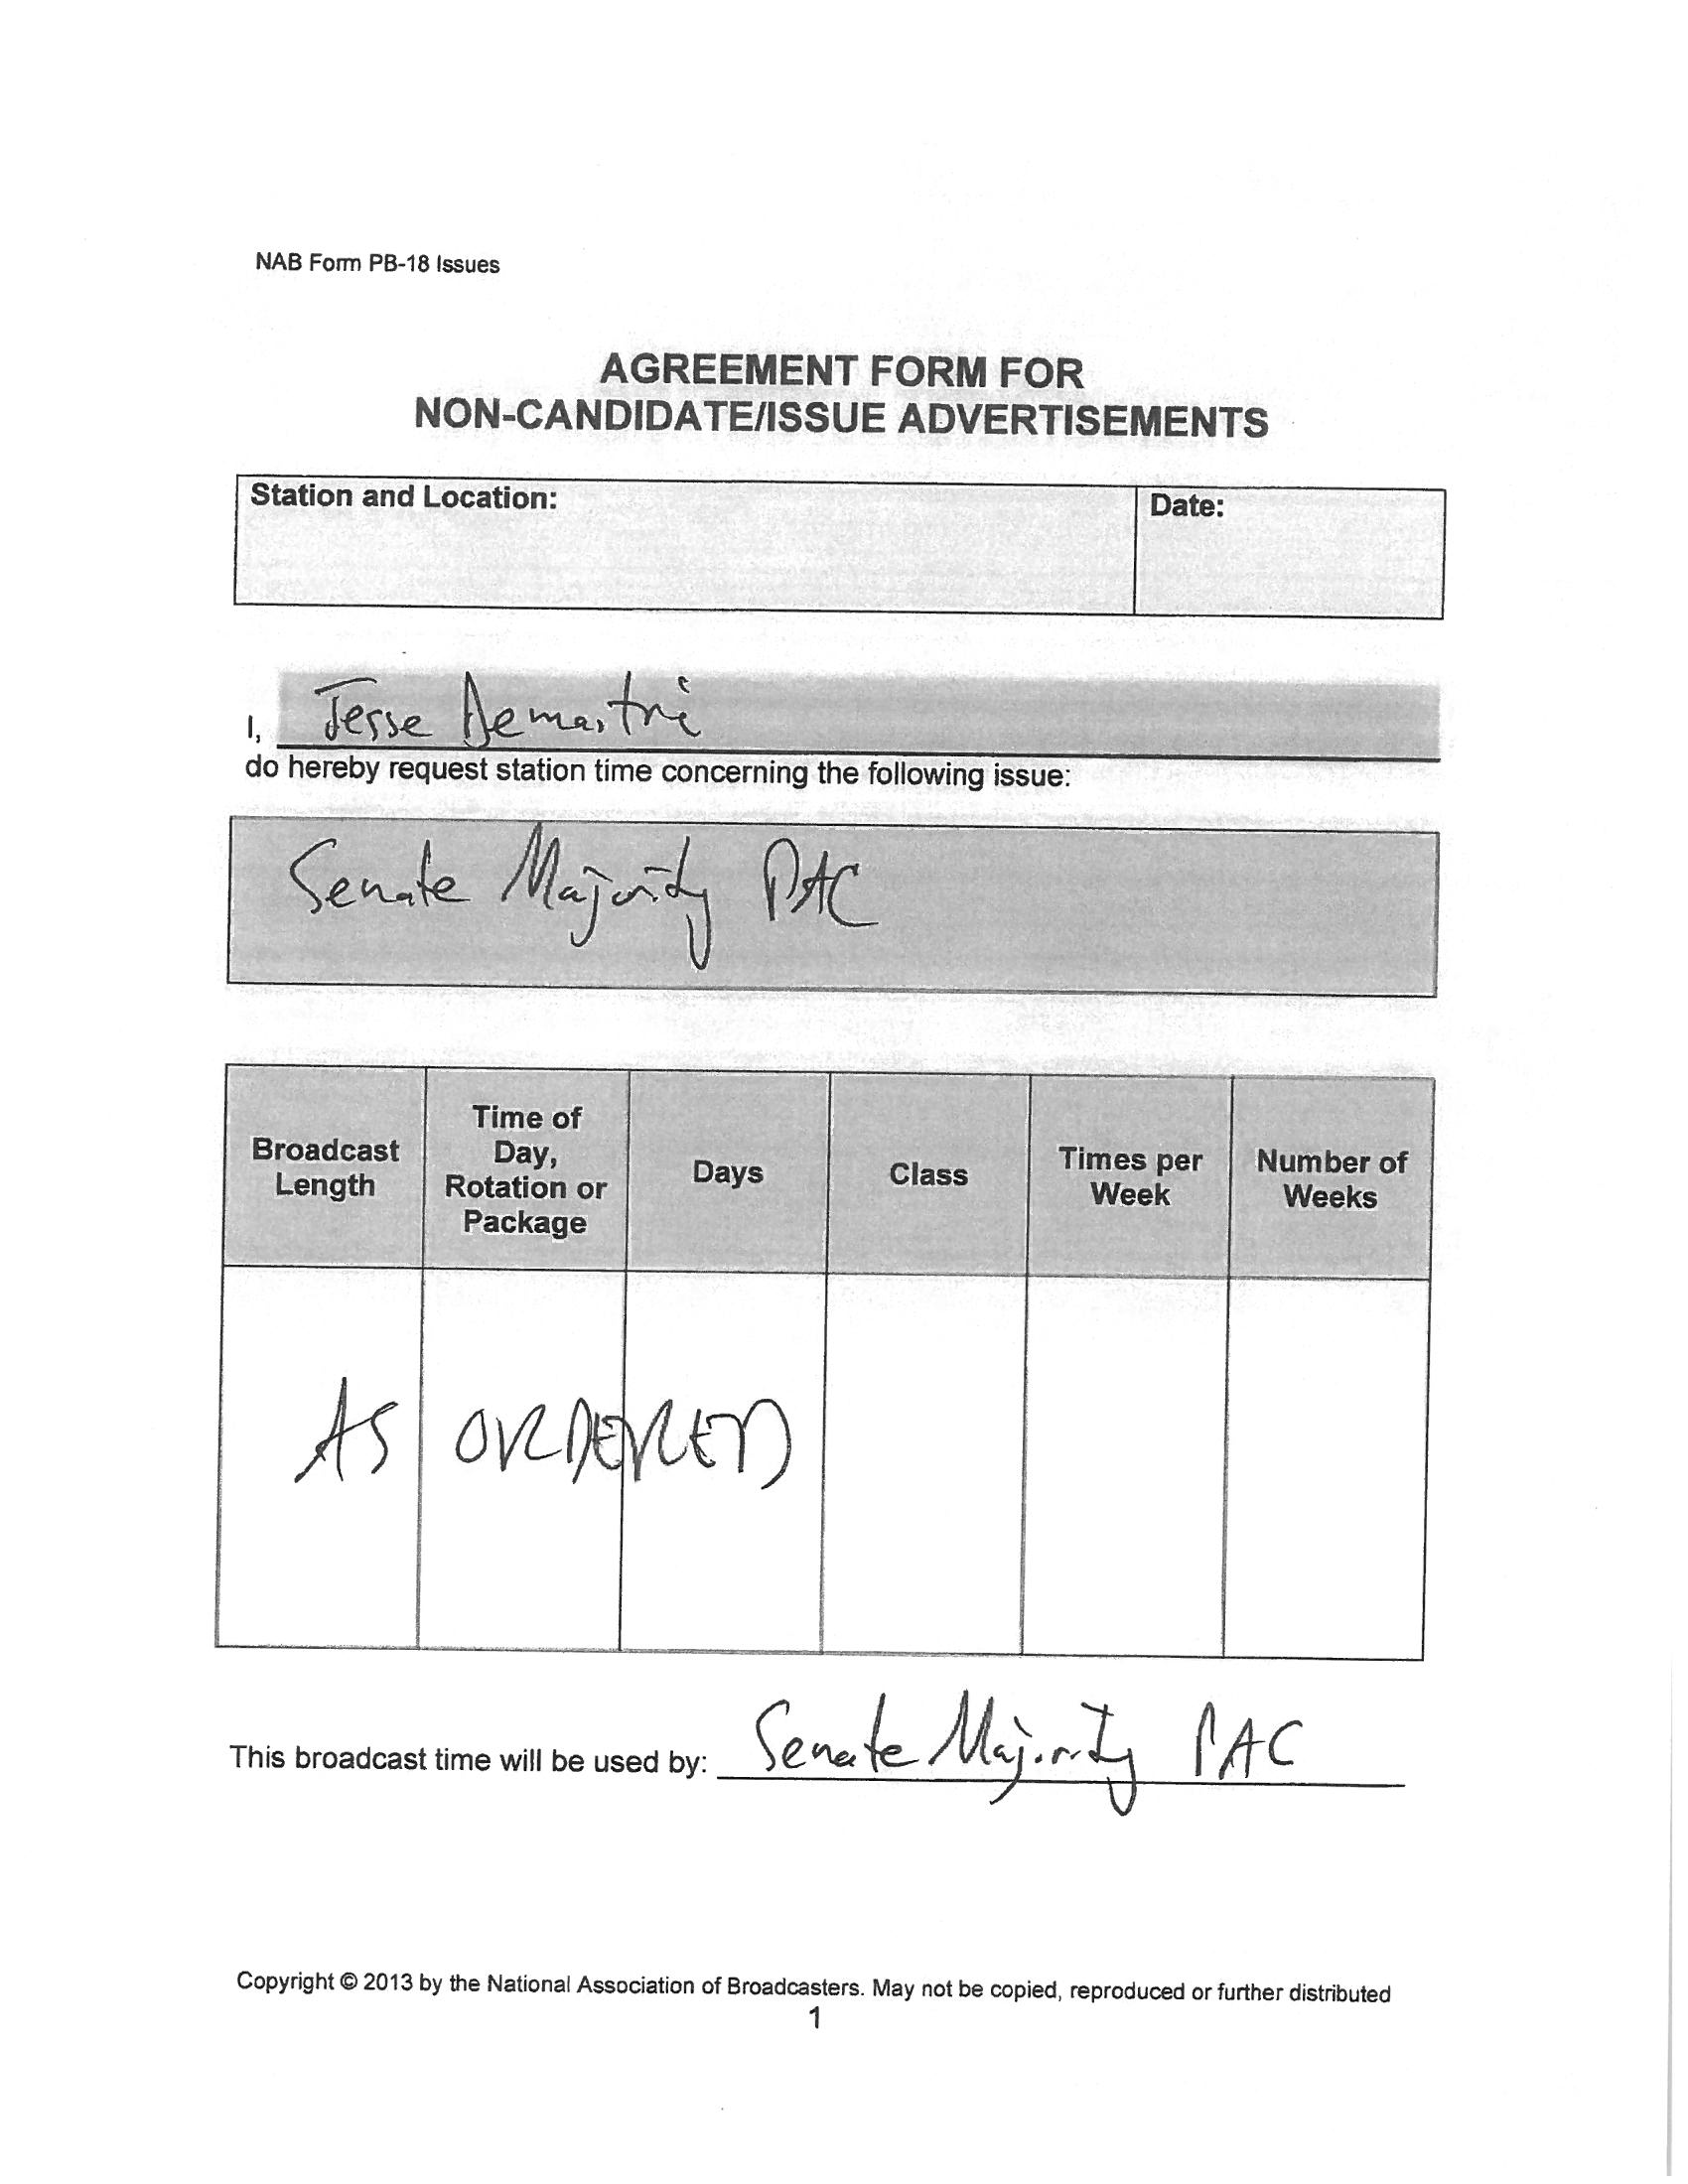 NAB Form PB-18 Issues
AGREEMENT FORM FOR
NON-CANDIDATE/ISSUE ADVERTISEMENTS
Station and Location:
Date:
I, Jesse Demastri
do hereby request station time concerning the following issue:
Senate Majority PAC
Broadcast Length
Time of Day, Rotation or Package
Days
Class
Times per Week
Number of Weeks
AS ORDERED
This broadcast time will be used by: Senate Majority PAC
Copyright © 2013 by the National Association of Broadcasters. May not be copied, reproduced or further distributed
1